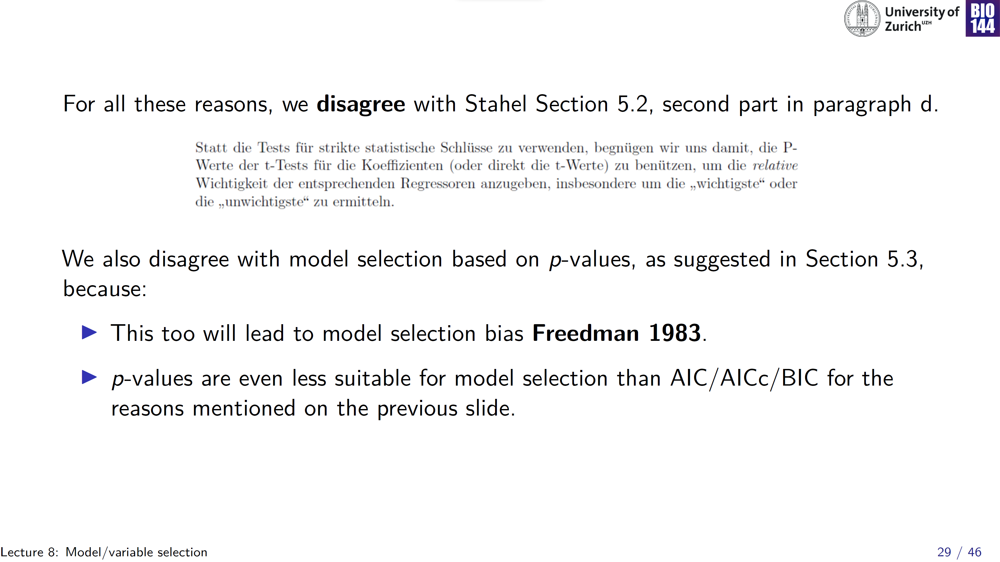 University of
Zurich UZH
BIO
144
For all these reasons, we disagree with Stahel Section 5.2, second part in paragraph d.
Statt die Tests für strikte statistische Schlüsse zu verwenden, begnügen wir uns damit, die P-
Werte der t-Tests für die Koeffizienten (oder direkt die t-Werte) zu benützen, um die relative
Wichtigkeit der entsprechenden Regressoren anzugeben, insbesondere um die „wichtigste“ oder
die „unwichtigste“ zu ermitteln.
We also disagree with model selection based on p-values, as suggested in Section 5.3,
because:
▶ This too will lead to model selection bias Freedman 1983.
▶ p-values are even less suitable for model selection than AIC/AICc/BIC for the
reasons mentioned on the previous slide.
Lecture 8: Model/variable selection
29 / 46